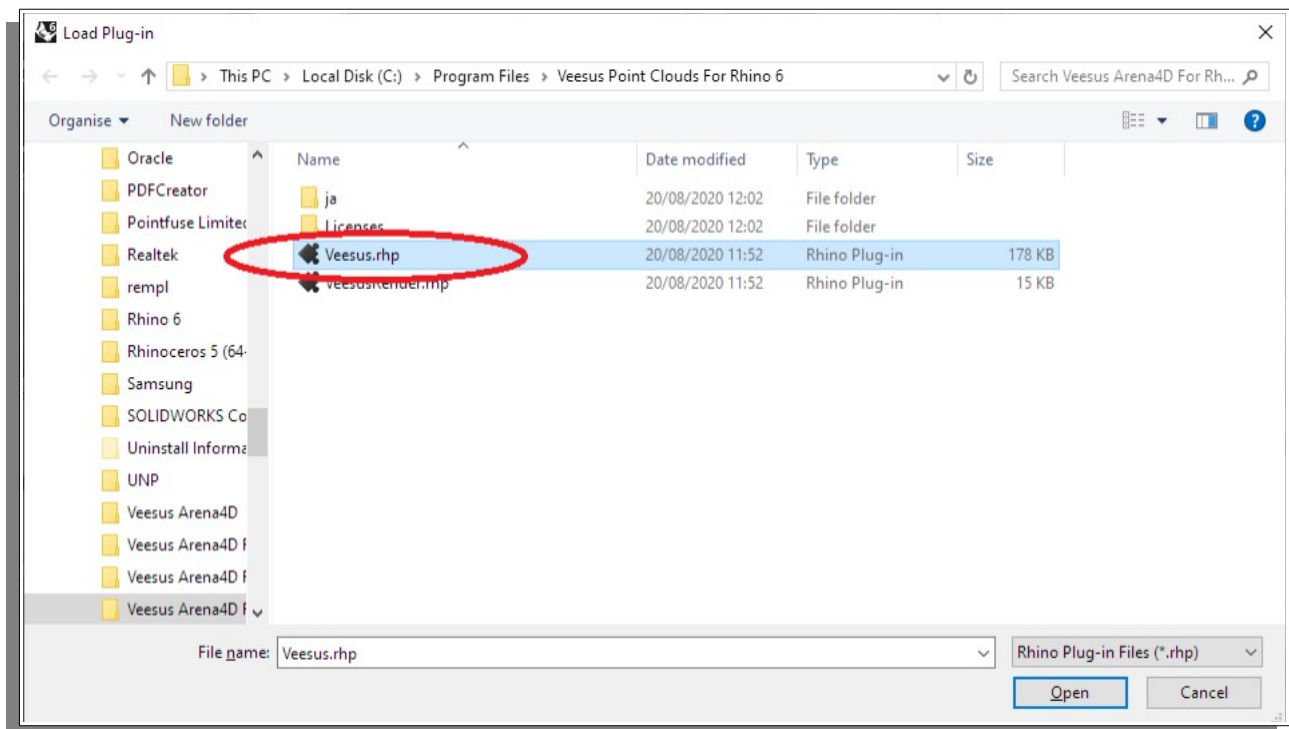 Load Plug-in
This PC > Local Disk (C:) > Program Files > Veesus Point Clouds For Rhino 6
Search Veesus Arena4D For Rh...
Organise New folder
Name Date modified Type Size
Oracle
PDFCreator
Pointfuse Limited
Realtek
rempl
Rhino 6
Rhinoceros 5 (64-
Samsung
SOLIDWORKS Co
Uninstall Informa
UNP
Veesus Arena4D
Veesus Arena4D F
Veesus Arena4D F
Veesus Arena4D F
ja 20/08/2020 12:02 File folder
Licenses 20/08/2020 12:02 File folder
Veesus.rhp 20/08/2020 11:52 Rhino Plug-in 178 KB
VeesusRender.rhp 20/08/2020 11:52 Rhino Plug-in 15 KB
File name: Veesus.rhp
Rhino Plug-in Files (*.rhp)
Open Cancel